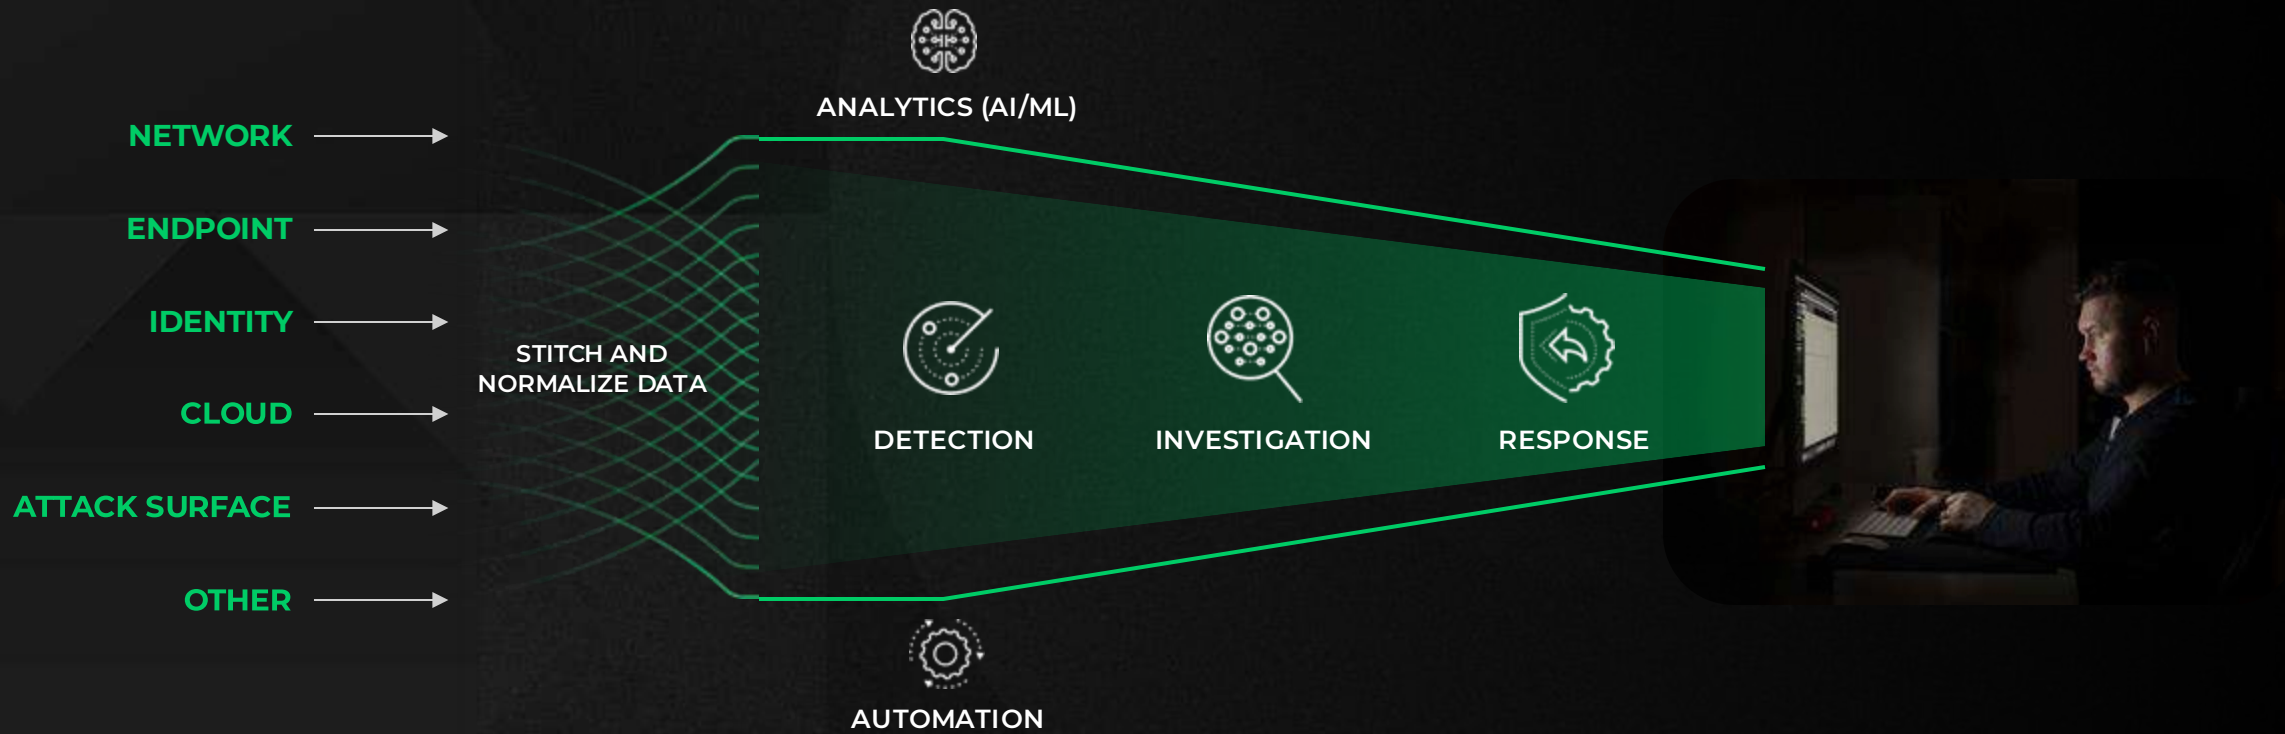 ANALYTICS (AI/ML)
NETWORK
ENDPOINT
IDENTITY
CLOUD
ATTACK SURFACE
OTHER
STITCH AND
NORMALIZE DATA
DETECTION
INVESTIGATION
RESPONSE
AUTOMATION